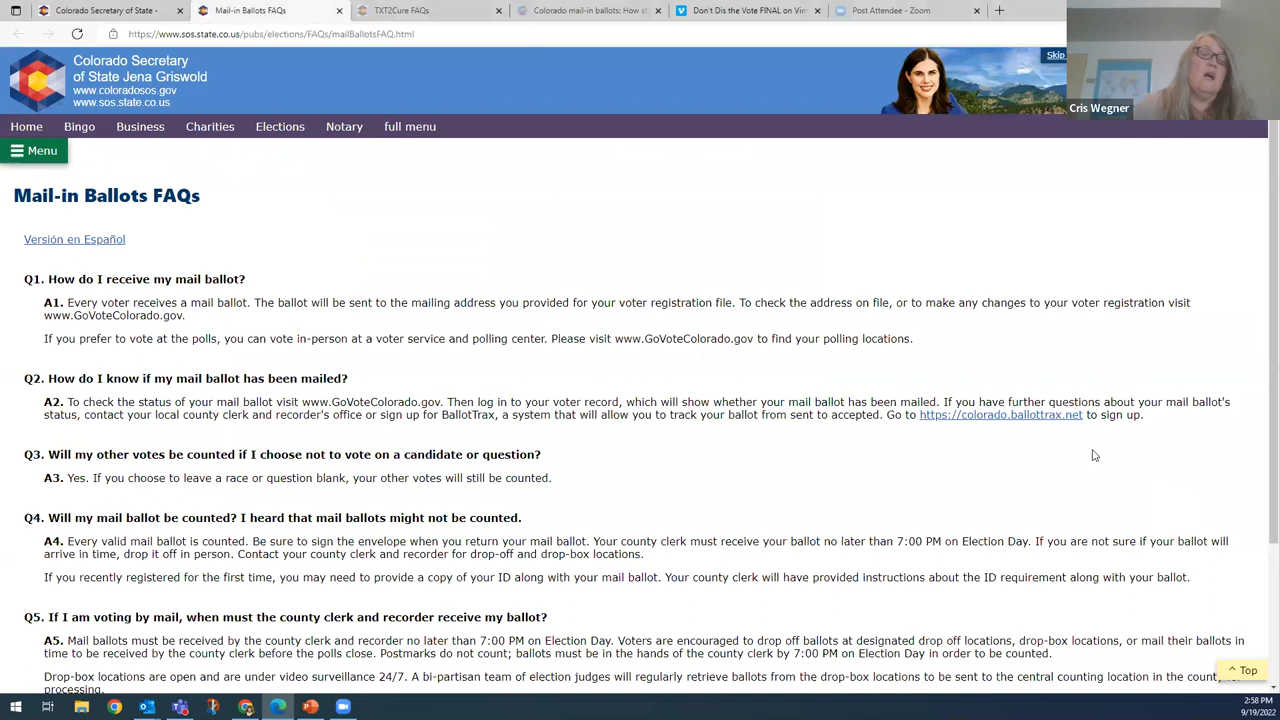 Colorado Secretary of State -
Mail-in Ballots FAQs
TXT2Cure FAQs
Colorado mail-in ballots: How s
Don't Dis the Vote FINAL on Vim
Post Attendee - Zoom
https://www.sos.state.co.us/pubs/elections/FAQs/mailBallotsFAQ.html
Colorado Secretary
of State Jena Griswold
www.coloradosos.gov
www.sos.state.co.us
Skip
Cris Wegner
Home Bingo Business Charities Elections Notary full menu
Menu
Mail-in Ballots FAQs
Versión en Español
Q1. How do I receive my mail ballot?
A1. Every voter receives a mail ballot. The ballot will be sent to the mailing address you provided for your voter registration file. To check the address on file, or to make any changes to your voter registration visit
www.GoVoteColorado.gov.
If you prefer to vote at the polls, you can vote in-person at a voter service and polling center. Please visit www.GoVoteColorado.gov to find your polling locations.
Q2. How do I know if my mail ballot has been mailed?
A2. To check the status of your mail ballot visit www.GoVoteColorado.gov. Then log in to your voter record, which will show whether your mail ballot has been mailed. If you have further questions about your mail ballot's
status, contact your local county clerk and recorder's office or sign up for BallotTrax, a system that will allow you to track your ballot from sent to accepted. Go to https://colorado.ballottrax.net to sign up.
Q3. Will my other votes be counted if I choose not to vote on a candidate or question?
A3. Yes. If you choose to leave a race or question blank, your other votes will still be counted.
Q4. Will my mail ballot be counted? I heard that mail ballots might not be counted.
A4. Every valid mail ballot is counted. Be sure to sign the envelope when you return your mail ballot. Your county clerk must receive your ballot no later than 7:00 PM on Election Day. If you are not sure if your ballot will
arrive in time, drop it off in person. Contact your county clerk and recorder for drop-off and drop-box locations.
If you recently registered for the first time, you may need to provide a copy of your ID along with your mail ballot. Your county clerk will have provided instructions about the ID requirement along with your ballot.
Q5. If I am voting by mail, when must the county clerk and recorder receive my ballot?
A5. Mail ballots must be received by the county clerk and recorder no later than 7:00 PM on Election Day. Voters are encouraged to drop off ballots at designated drop off locations, drop-box locations, or mail their ballots in
time to be received by the county clerk before the polls close. Postmarks do not count; ballots must be in the hands of the county clerk by 7:00 PM on Election Day in order to be counted.
Top
Drop-box locations are open and are under video surveillance 24/7. A bi-partisan team of election judges will regularly retrieve ballots from the drop-box locations to be sent to the central counting location in the county
processing.
2:58 PM
9/19/2022